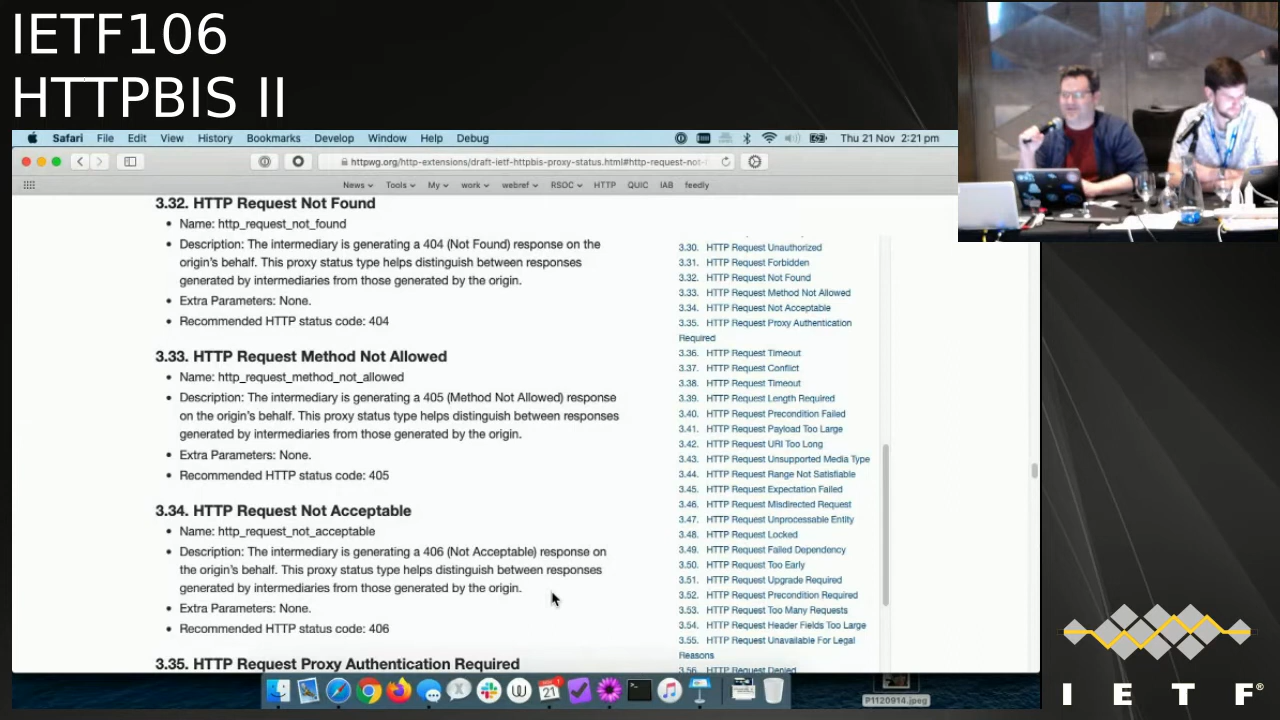 IETF106
HTTPBIS II
Safari File Edit View History Bookmarks Develop Window Help Debug
Thu 21 Nov 2:21 pm
httpwg.org/http-extensions/draft-ietf-httpbis-proxy-status.html#http-request-not-
News Tools My work webref RSOC HTTP QUIC IAB feedly
3.32. HTTP Request Not Found
Name: http_request_not_found
Description: The intermediary is generating a 404 (Not Found) response on the
origin's behalf. This proxy status type helps distinguish between responses
generated by intermediaries from those generated by the origin.
Extra Parameters: None.
Recommended HTTP status code: 404
3.33. HTTP Request Method Not Allowed
Name: http_request_method_not_allowed
Description: The intermediary is generating a 405 (Method Not Allowed) response
on the origin's behalf. This proxy status type helps distinguish between responses
generated by intermediaries from those generated by the origin.
Extra Parameters: None.
Recommended HTTP status code: 405
3.34. HTTP Request Not Acceptable
Name: http_request_not_acceptable
Description: The intermediary is generating a 406 (Not Acceptable) response on
the origin's behalf. This proxy status type helps distinguish between responses
generated by intermediaries from those generated by the origin.
Extra Parameters: None.
Recommended HTTP status code: 406
3.35. HTTP Request Proxy Authentication Required
3.30. HTTP Request Unauthorized
3.31. HTTP Request Forbidden
3.32. HTTP Request Not Found
3.33. HTTP Request Method Not Allowed
3.34. HTTP Request Not Acceptable
3.35. HTTP Request Proxy Authentication
Required
3.36. HTTP Request Timeout
3.37. HTTP Request Conflict
3.38. HTTP Request Timeout
3.39. HTTP Request Length Required
3.40. HTTP Request Precondition Failed
3.41. HTTP Request Payload Too Large
3.42. HTTP Request URI Too Long
3.43. HTTP Request Unsupported Media Type
3.44. HTTP Request Range Not Satisfiable
3.45. HTTP Request Expectation Failed
3.46. HTTP Request Misdirected Request
3.47. HTTP Request Unprocessable Entity
3.48. HTTP Request Locked
3.49. HTTP Request Failed Dependency
3.50. HTTP Request Too Early
3.51. HTTP Request Upgrade Required
3.52. HTTP Request Precondition Required
3.53. HTTP Request Too Many Requests
3.54. HTTP Request Header Fields Too Large
3.55. HTTP Request Unavailable For Legal
Reasons
3.56. HTTP Request Denied
21
P1120914.jpeg
I E T F®